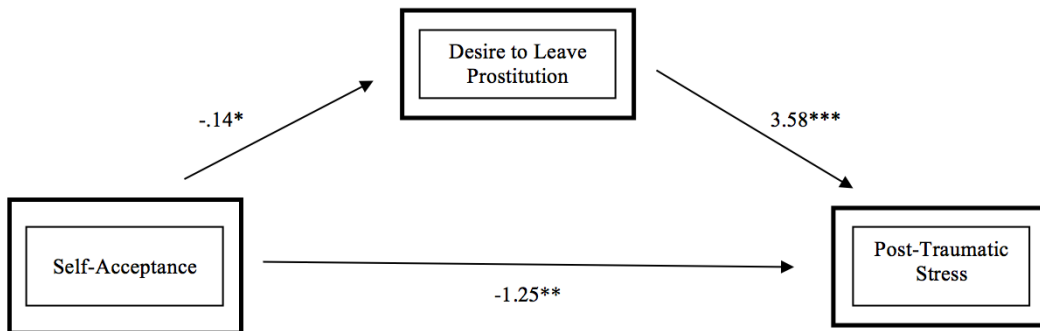 Desire to Leave
Prostitution
-.14*
3.58***
Self-Acceptance
Post-Traumatic
Stress
-1.25**